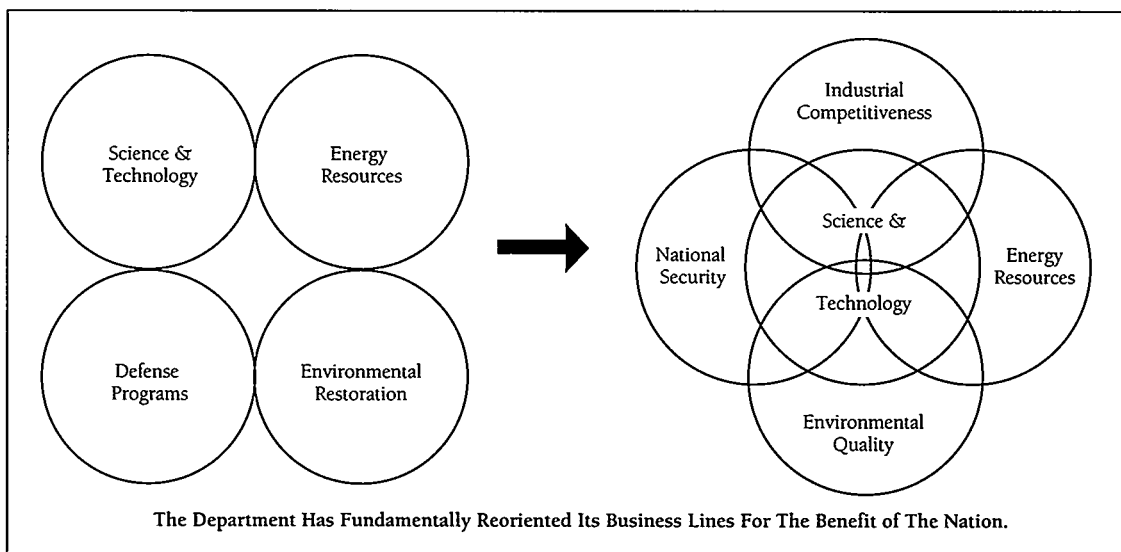 Science &
Technology
Energy
Resources
Defense
Programs
Environmental
Restoration
Industrial
Competitiveness
National
Security
Science &
Technology
Energy
Resources
Environmental
Quality
The Department Has Fundamentally Reoriented Its Business Lines For The Benefit of The Nation.